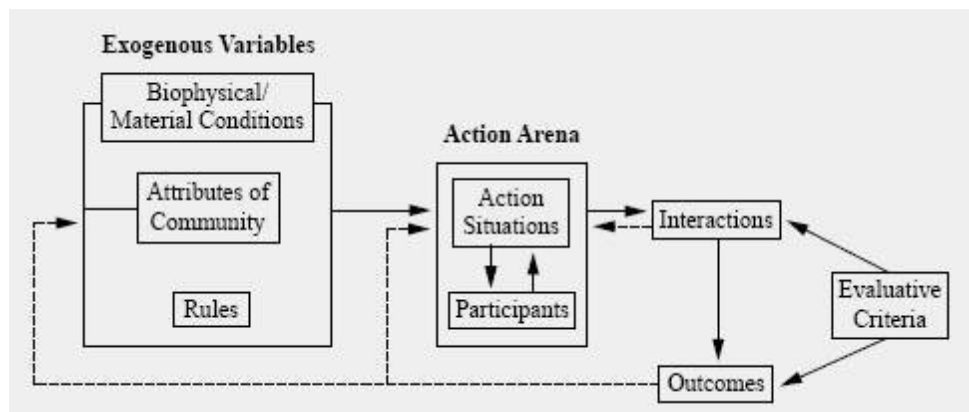 Exogenous Variables
Biophysical/
Material Conditions
Attributes of
Community
Rules
Action Arena
Action
Situations
Participants
Interactions
Outcomes
Evaluative
Criteria